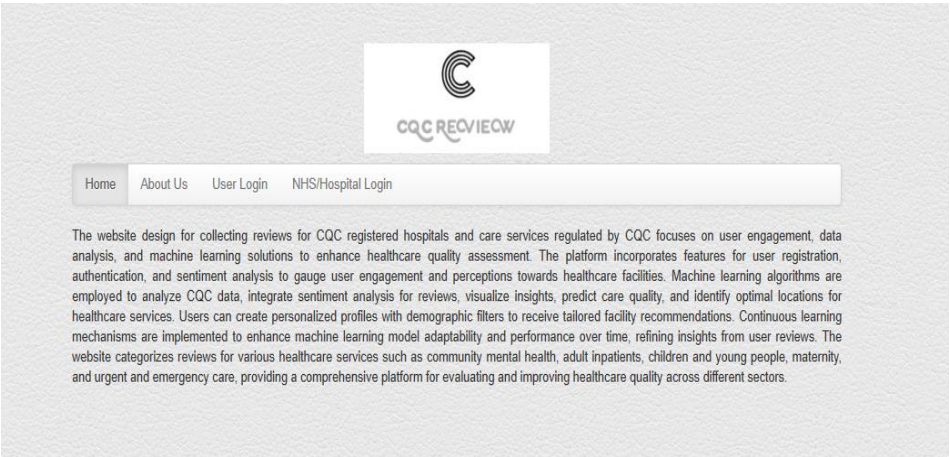 C
CQC RECVIECW
Home About Us User Login NHS/Hospital Login
The website design for collecting reviews for CQC registered hospitals and care services regulated by CQC focuses on user engagement, data
analysis, and machine learning solutions to enhance healthcare quality assessment. The platform incorporates features for user registration,
authentication, and sentiment analysis to gauge user engagement and perceptions towards healthcare facilities. Machine learning algorithms are
employed to analyze CQC data, integrate sentiment analysis for reviews, visualize insights, predict care quality, and identify optimal locations for
healthcare services. Users can create personalized profiles with demographic filters to receive tailored facility recommendations. Continuous learning
mechanisms are implemented to enhance machine learning model adaptability and performance over time, refining insights from user reviews. The
website categorizes reviews for various healthcare services such as community mental health, adult inpatients, children and young people, maternity,
and urgent and emergency care, providing a comprehensive platform for evaluating and improving healthcare quality across different sectors.